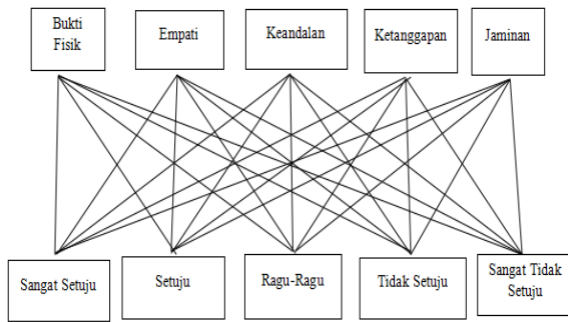 Bukti
Fisik
Empati
Keandalan
Ketanggapan
Jaminan
Sangat Setuju
Setuju
Ragu-Ragu
Tidak Setuju
Sangat Tidak
Setuju